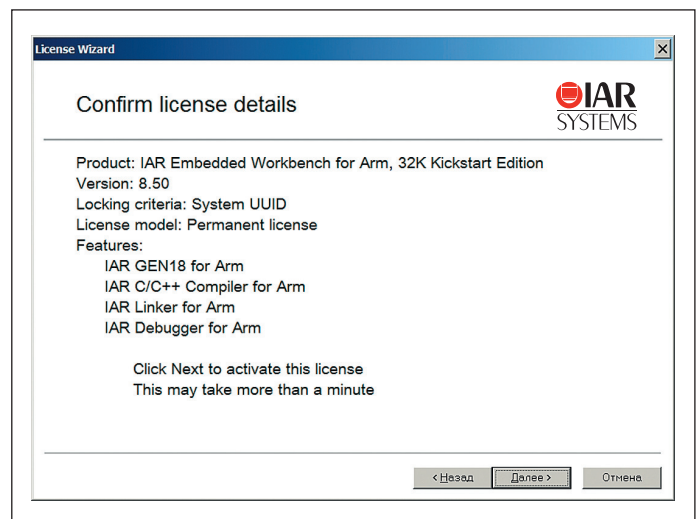 License Wizard
Confirm license details
IAR
SYSTEMS
Product: IAR Embedded Workbench for Arm, 32K Kickstart Edition
Version: 8.50
Locking criteria: System UUID
License model: Permanent license
Features:
IAR GEN18 for Arm
IAR C/C++ Compiler for Arm
IAR Linker for Arm
IAR Debugger for Arm
Click Next to activate this license
This may take more than a minute
< Назад Далее > Отмена